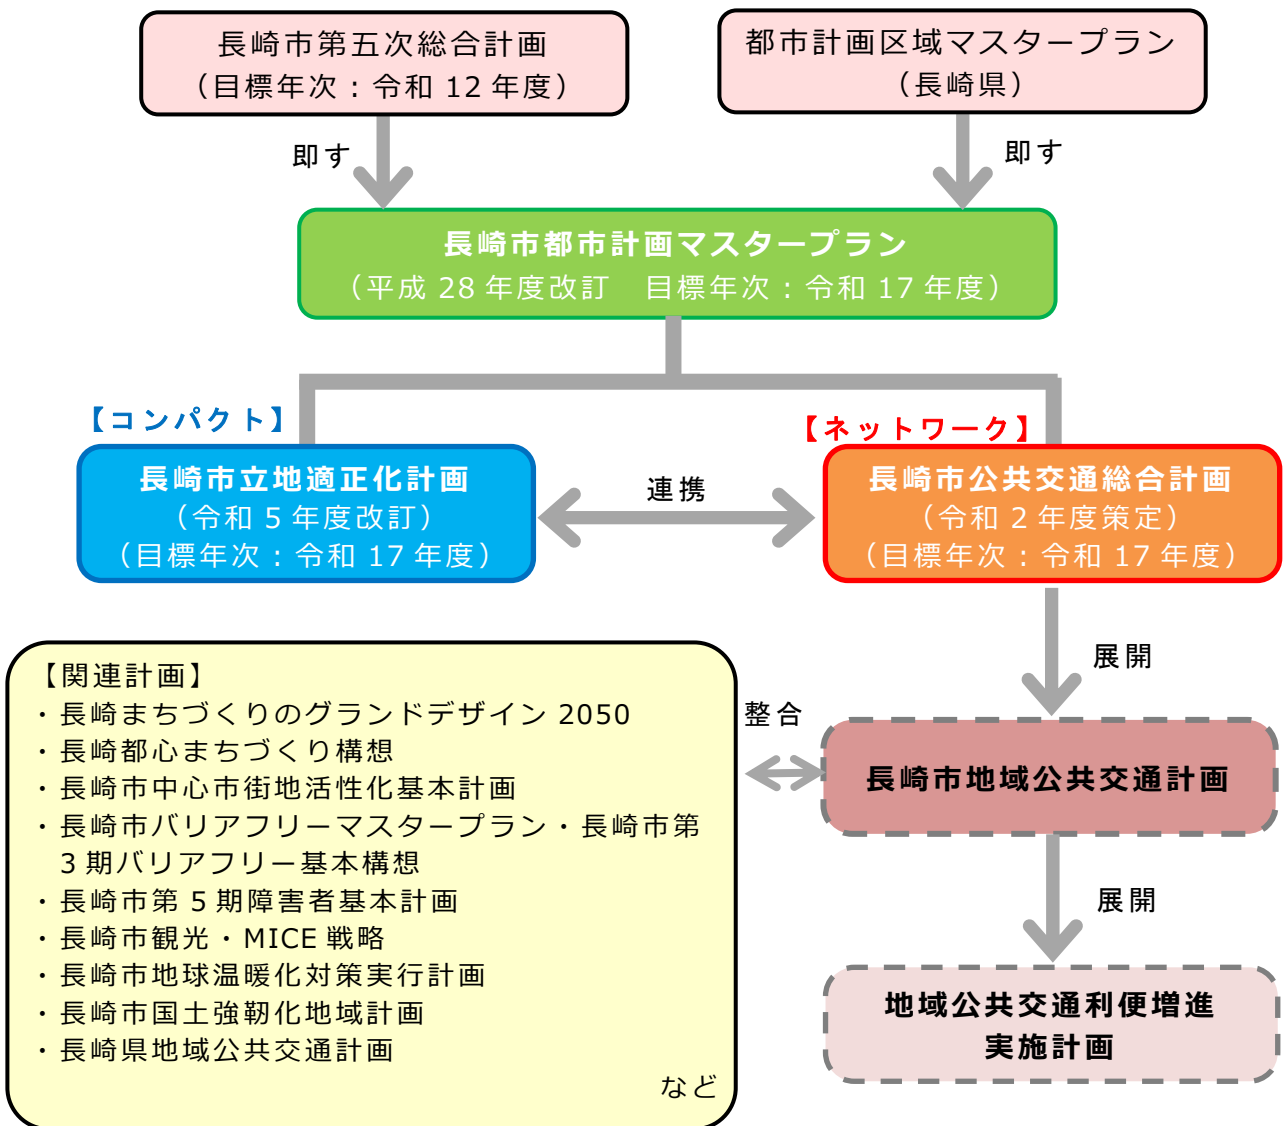 長崎市第五次総合計画
（目標年次：令和 12 年度）
都市計画区域マスタープラン
（長崎県）
即す
即す
長崎市都市計画マスタープラン
（平成 28 年度改訂　目標年次：令和 17 年度）
【コンパクト】
【ネットワーク】
長崎市立地適正化計画
（令和 5 年度改訂）
（目標年次：令和 17 年度）
連携
長崎市公共交通総合計画
（令和 2 年度策定）
（目標年次：令和 17 年度）
展開
【関連計画】
・長崎まちづくりのグランドデザイン 2050
・長崎都心まちづくり構想
・長崎市中心市街地活性化基本計画
・長崎市バリアフリーマスタープラン・長崎市第
3 期バリアフリー基本構想
・長崎市第 5 期障害者基本計画
・長崎市観光・MICE 戦略
・長崎市地球温暖化対策実行計画
・長崎市国土強靭化地域計画
・長崎県地域公共交通計画
など
整合
長崎市地域公共交通計画
展開
地域公共交通利便増進
実施計画